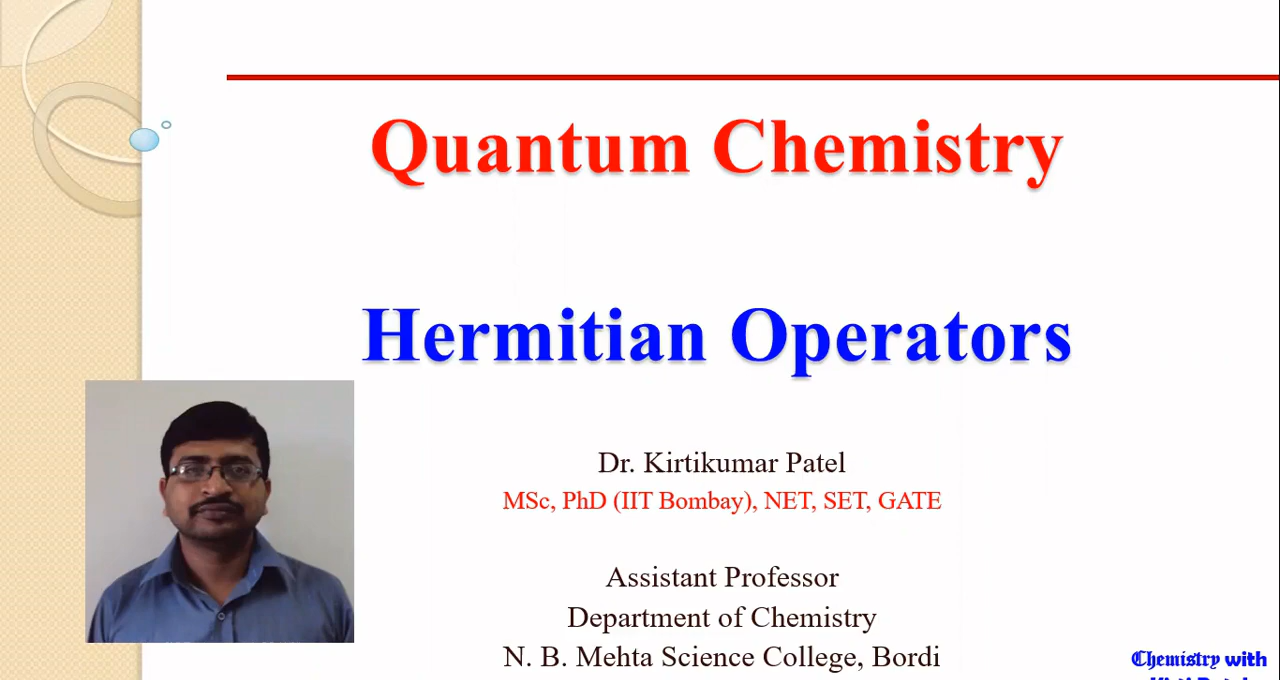 Quantum Chemistry
Hermitian Operators
Dr. Kirtikumar Patel
MSc, PhD (IIT Bombay), NET, SET, GATE
Assistant Professor
Department of Chemistry
N. B. Mehta Science College, Bordi
Chemistry with